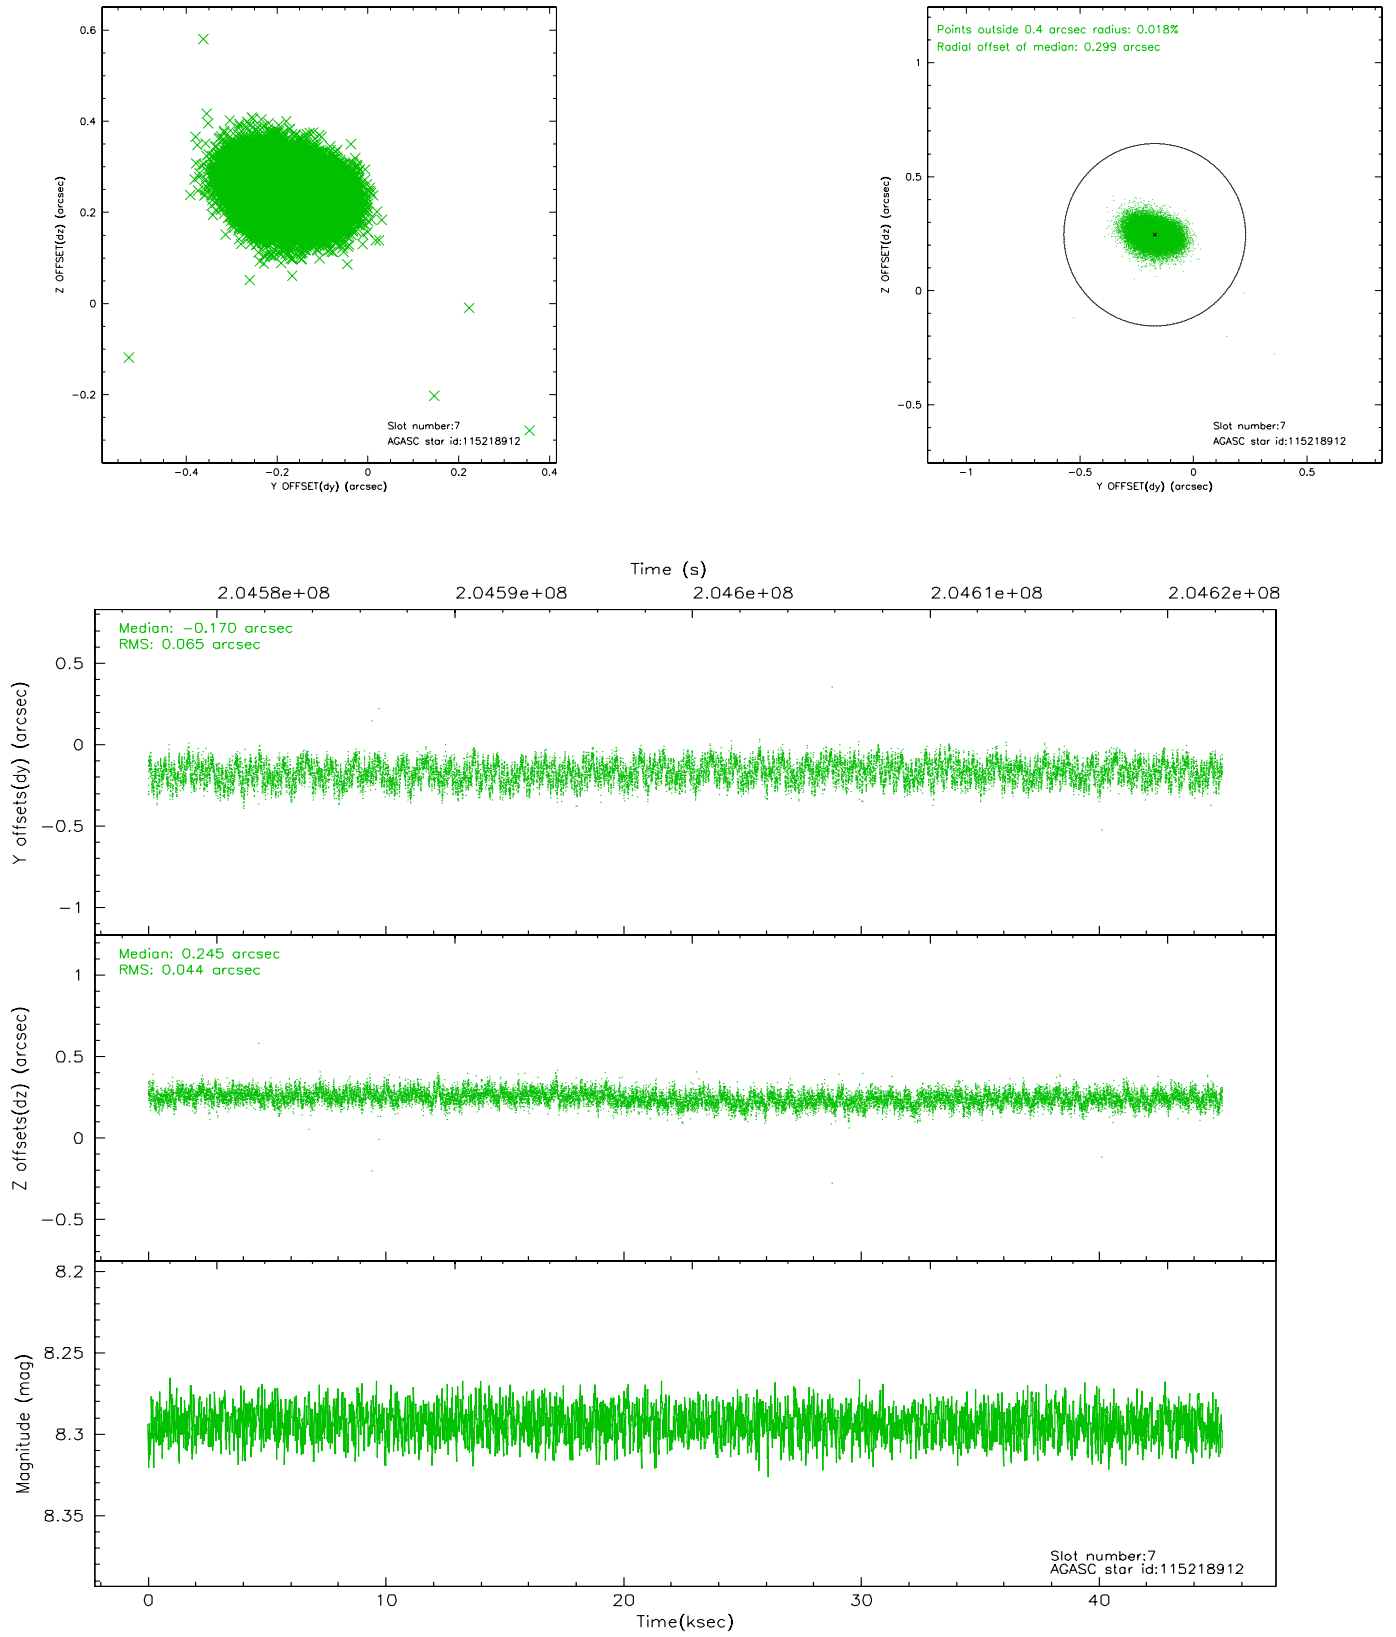 0.6
0.4
0.2
0
−0.2
Z OFFSET(dz) (arcsec)
Slot number:7
AGASC star id:115218912
−0.4
−0.2
0
0.2
0.4
Y OFFSET(dy) (arcsec)
Points outside 0.4 arcsec radius: 0.018%
Radial offset of median: 0.299 arcsec
1
0.5
0
−0.5
Z OFFSET(dz) (arcsec)
Slot number:7
AGASC star id:115218912
−1
−0.5
0
0.5
Y OFFSET(dy) (arcsec)
Time (s)
2.0458e+08
2.0459e+08
2.046e+08
2.0461e+08
2.0462e+08
Median: −0.170 arcsec
RMS: 0.065 arcsec
0.5
0
−0.5
−1
Y offsets(dy) (arcsec)
Median: 0.245 arcsec
RMS: 0.044 arcsec
1
0.5
0
−0.5
Z offsets(dz) (arcsec)
8.2
8.25
8.3
8.35
Magnitude (mag)
Slot number:7
AGASC star id:115218912
0
10
20
30
40
Time(ksec)